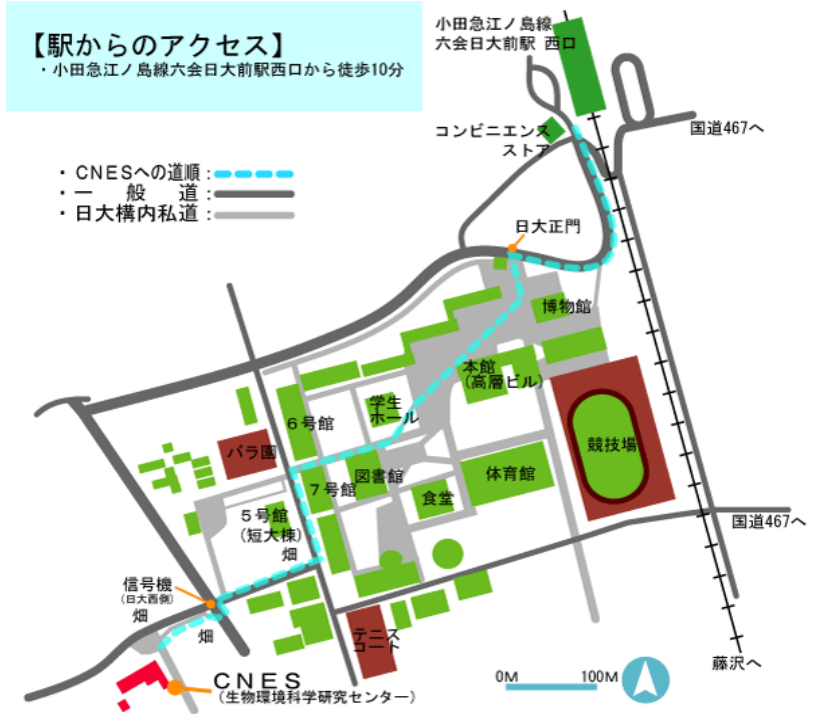 【駅からのアクセス】
・小田急江ノ島線六会日大前駅西口から徒歩10分
小田急江ノ島線
六会日大前駅 西口
国道467へ
コンビニエンス
ストア
・CNESへの道順：
・一般道：
・日大構内私道：
日大正門
博物館
本館
(高層ビル)
学生
ホール
6号館
バラ園
競技場
図書館
7号館
体育館
食堂
5号館
(短大棟)
畑
国道467へ
信号機
(日大西側)
畑
畑
テニス
コート
藤沢へ
CNES
(生物環境科学研究センター)
0M 100M